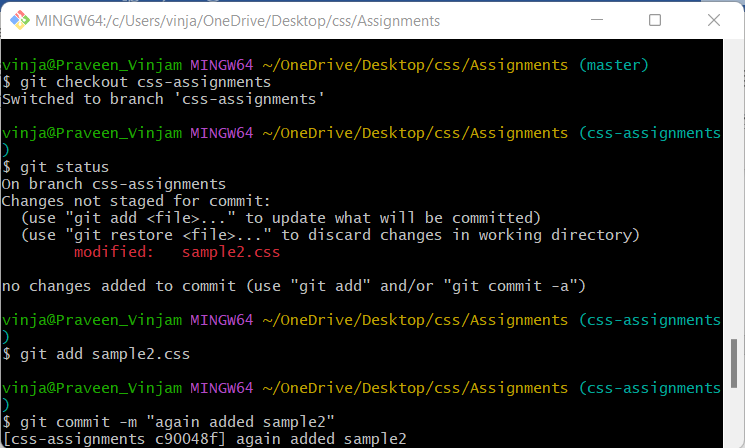 MINGW64:/c/Users/vinja/OneDrive/Desktop/css/Assignments
vinja@Praveen_Vinjam MINGW64 ~/OneDrive/Desktop/css/Assignments (master)
$ git checkout css-assignments
Switched to branch 'css-assignments'
vinja@Praveen_Vinjam MINGW64 ~/OneDrive/Desktop/css/Assignments (css-assignments
)
$ git status
On branch css-assignments
Changes not staged for commit:
  (use "git add <file>..." to update what will be committed)
  (use "git restore <file>..." to discard changes in working directory)
        modified:   sample2.css
no changes added to commit (use "git add" and/or "git commit -a")
vinja@Praveen_Vinjam MINGW64 ~/OneDrive/Desktop/css/Assignments (css-assignments
)
$ git add sample2.css
vinja@Praveen_Vinjam MINGW64 ~/OneDrive/Desktop/css/Assignments (css-assignments
)
$ git commit -m "again added sample2"
[css-assignments c90048f] again added sample2